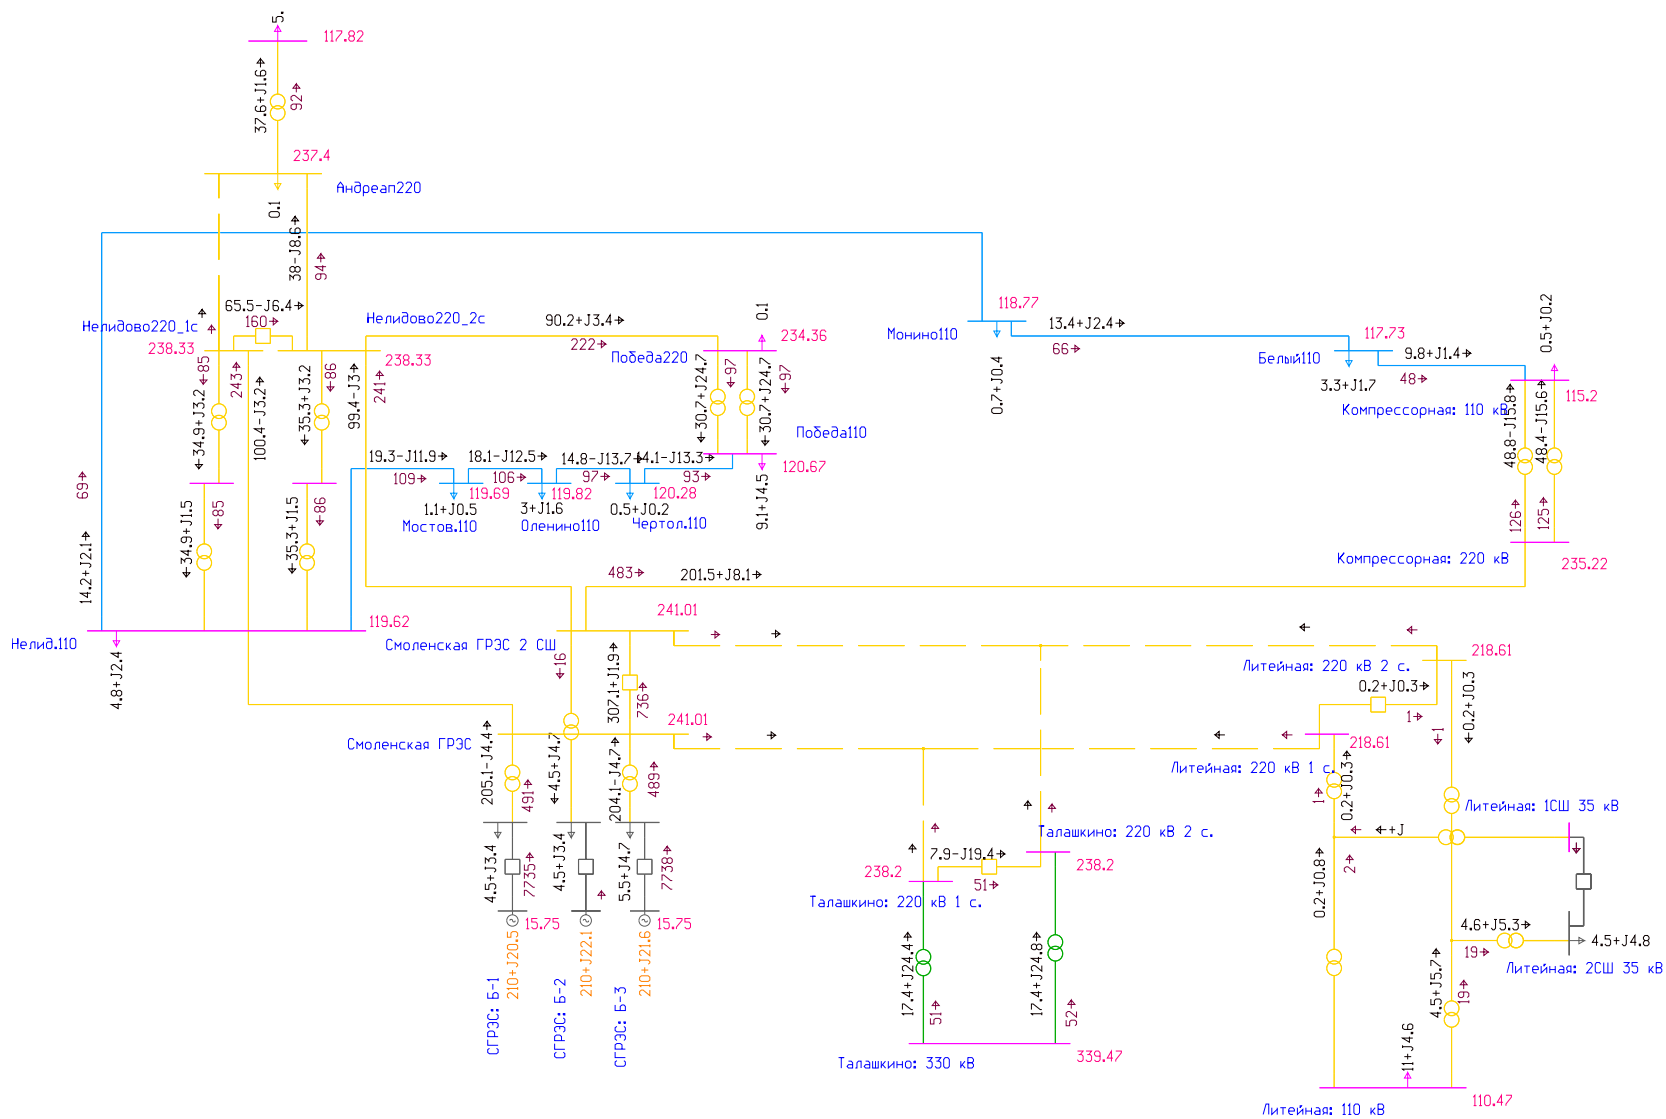 5.
117.82
37.6+J1.6
92
237.4
Андреап220
0.1
38-J8.6
94
65.5-J6.4
160
Нелидово220_1с
238.33
Нелидово220_2с
238.33
90.2+J3.4
222
Победа220
0.1
234.36
118.77
Монино110
0.7+J0.4
13.4+J2.4
66
117.73
Белый110
3.3+J1.7
9.8+J1.4
48
0.5+J0.2
115.2
Компрессорная: 110 кВ
85
34.9+J3.2
243
100.4-J3.2
86
35.3+J3.2
99.4-J3
241
97
30.7+J24.7
97
30.7+J24.7
Победа110
120.67
9.1+J4.5
48.8-J15.8
48.4-J15.6
126
125
19.3-J11.9
109
18.1-J12.5
106
14.8-J13.7
97
14.1-J13.3
93
119.69
119.82
120.28
1.1+J0.5
3+J1.6
0.5+J0.2
Мостов.110
Оленино110
Чертол.110
69
14.2+J2.1
85
34.9+J1.5
86
35.3+J1.5
Компрессорная: 220 кВ
235.22
483
201.5+J8.1
119.62
Нелид.110
4.8+J2.4
241.01
Смоленская ГРЭС 2 СШ
16
307.1+J1.9
736
241.01
Смоленская ГРЭС
Литейная: 220 кВ 2 с.
218.61
0.2+J0.3
1
0.2+J0.3
1
218.61
Литейная: 220 кВ 1 с.
205.1-J4.4
491
4.5+J4.7
204.1-J4.7
489
1
0.2+J0.3
Литейная: 1СШ 35 кВ
+J
2
0.2+J0.8
4.5+J3.4
7735
4.5+J3.4
5.5+J4.7
7738
15.75
15.75
210+J20.5
210+J22.1
210+J21.6
СГРЭС: Б-1
СГРЭС: Б-2
СГРЭС: Б-3
Талашкино: 220 кВ 2 с.
238.2
7.9-J19.4
51
238.2
Талашкино: 220 кВ 1 с.
17.4+J24.4
51
17.4+J24.8
52
339.47
Талашкино: 330 кВ
4.6+J5.3
19
4.5+J4.8
Литейная: 2СШ 35 кВ
4.5+J5.7
19
11+J4.6
110.47
Литейная: 110 кВ